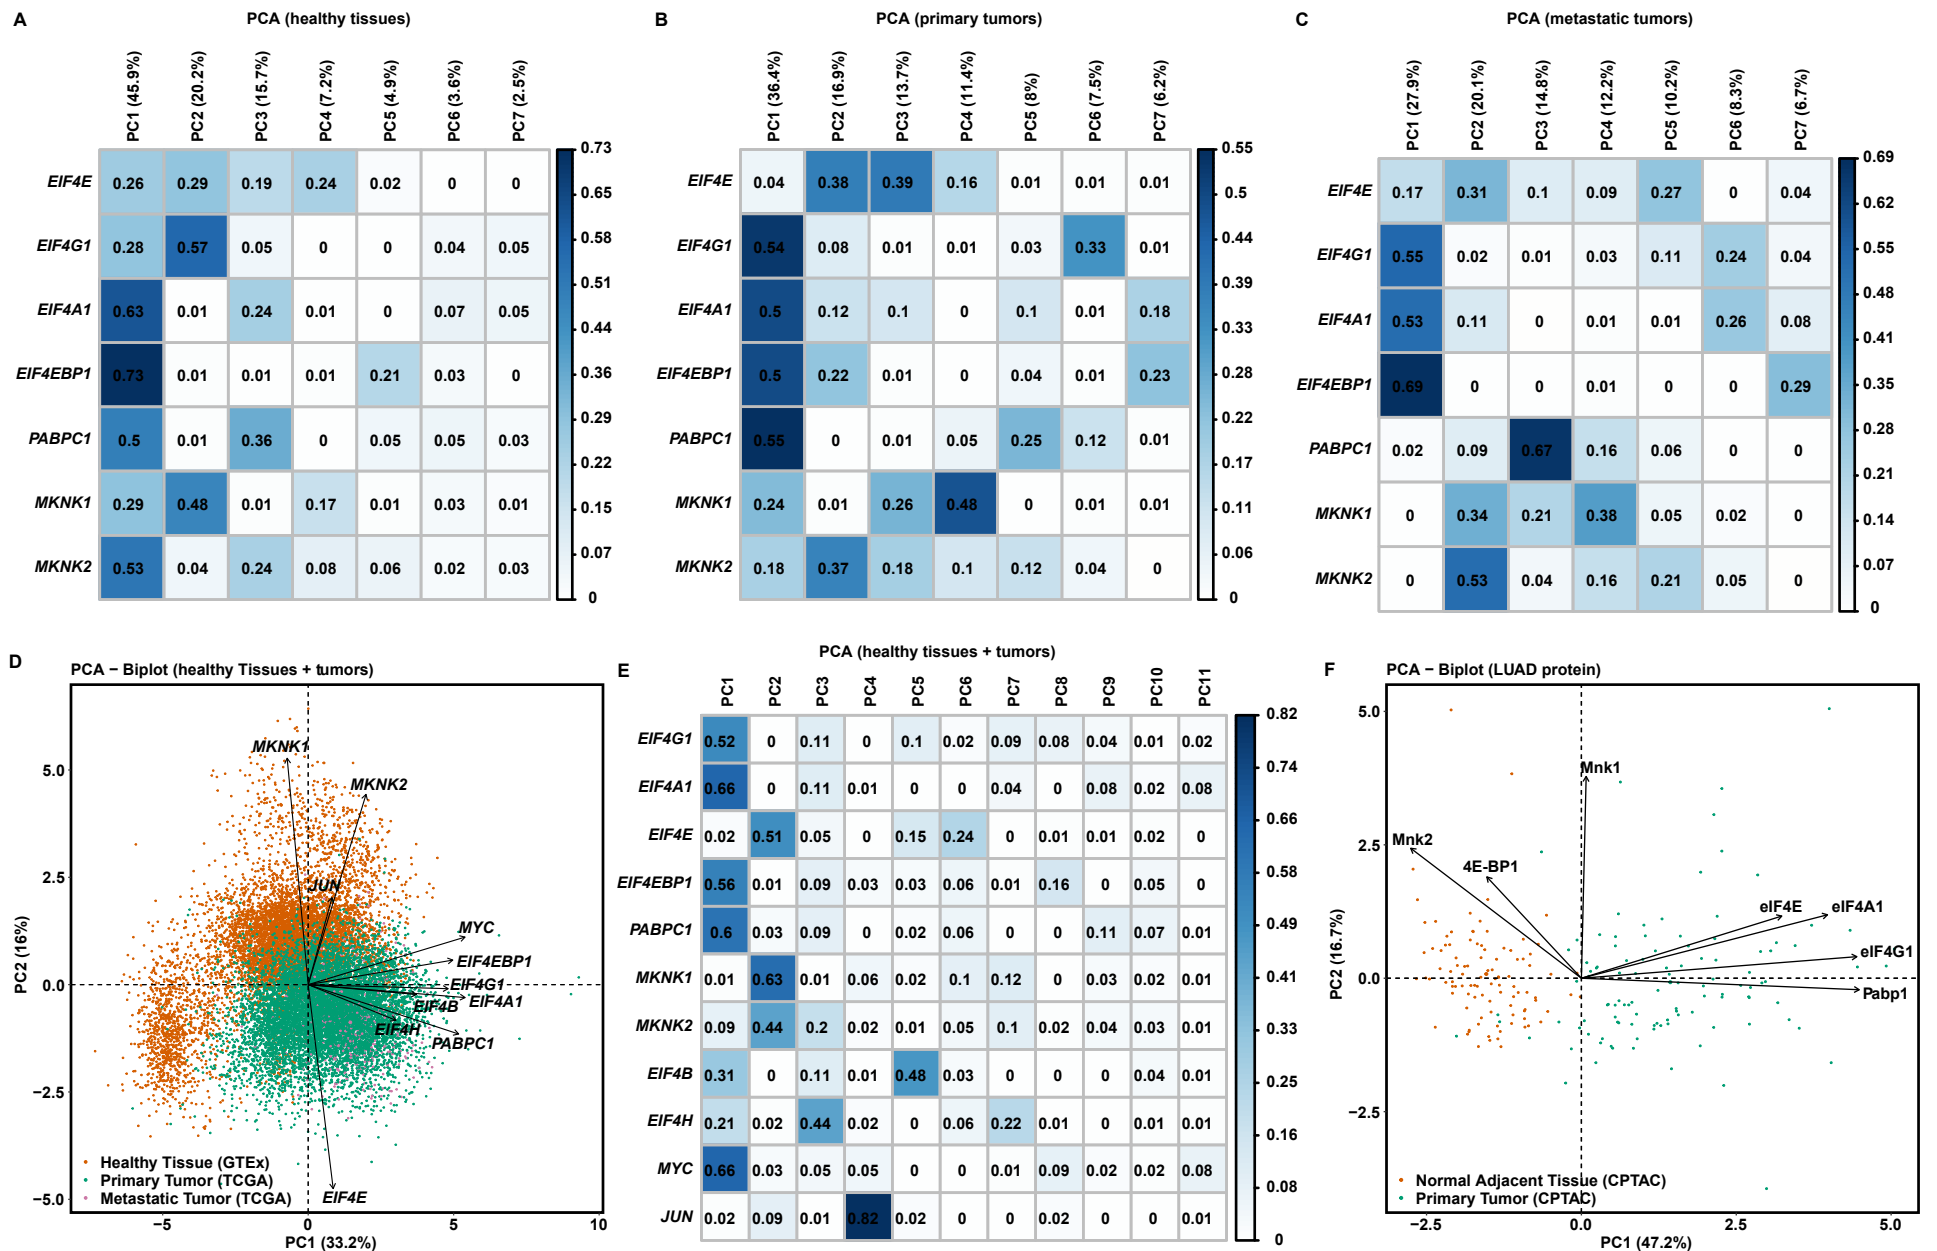 A
PCA (healthy tissues)
PC1 (45.9%) PC2 (20.2%) PC3 (15.7%) PC4 (7.2%) PC5 (4.9%) PC6 (3.6%) PC7 (2.5%)
EIF4E 0.26 0.29 0.19 0.24 0.02 0 0
EIF4G1 0.28 0.57 0.05 0 0 0.04 0.05
EIF4A1 0.63 0.01 0.24 0.01 0 0.07 0.05
EIF4EBP1 0.73 0.01 0.01 0.01 0.21 0.03 0
PABPC1 0.5 0.01 0.36 0 0.05 0.05 0.03
MKNK1 0.29 0.48 0.01 0.17 0.01 0.03 0.01
MKNK2 0.53 0.04 0.24 0.08 0.06 0.02 0.03
0.73
0.65
0.58
0.51
0.44
0.36
0.29
0.22
0.15
0.07
0
B
PCA (primary tumors)
PC1 (36.4%) PC2 (16.9%) PC3 (13.7%) PC4 (11.4%) PC5 (8%) PC6 (7.5%) PC7 (6.2%)
EIF4E 0.04 0.38 0.39 0.16 0.01 0.01 0.01
EIF4G1 0.54 0.08 0.01 0.01 0.03 0.33 0.01
EIF4A1 0.5 0.12 0.1 0 0.1 0.01 0.18
EIF4EBP1 0.5 0.22 0.01 0 0.04 0.01 0.23
PABPC1 0.55 0 0.01 0.05 0.25 0.12 0.01
MKNK1 0.24 0.01 0.26 0.48 0 0.01 0.01
MKNK2 0.18 0.37 0.18 0.1 0.12 0.04 0
0.55
0.5
0.44
0.39
0.33
0.28
0.22
0.17
0.11
0.06
0
C
PCA (metastatic tumors)
PC1 (27.9%) PC2 (20.1%) PC3 (14.8%) PC4 (12.2%) PC5 (10.2%) PC6 (8.3%) PC7 (6.7%)
EIF4E 0.17 0.31 0.1 0.09 0.27 0 0.04
EIF4G1 0.55 0.02 0.01 0.03 0.11 0.24 0.04
EIF4A1 0.53 0.11 0 0.01 0.01 0.26 0.08
EIF4EBP1 0.69 0 0 0.01 0 0 0.29
PABPC1 0.02 0.09 0.67 0.16 0.06 0 0
MKNK1 0 0.34 0.21 0.38 0.05 0.02 0
MKNK2 0 0.53 0.04 0.16 0.21 0.05 0
0.69
0.62
0.55
0.48
0.41
0.35
0.28
0.21
0.14
0.07
0
D
PCA − Biplot (healthy Tissues + tumors)
PC2 (16%)
5.0
2.5
0.0
−2.5
−5.0
MKNK1
MKNK2
JUN
MYC
EIF4EBP1
EIF4G1
EIF4A1
EIF4B
EIF4H
PABPC1
EIF4E
Healthy Tissue (GTEx)
Primary Tumor (TCGA)
Metastatic Tumor (TCGA)
−5 0 5 10
PC1 (33.2%)
E
PCA (healthy tissues + tumors)
PC1 PC2 PC3 PC4 PC5 PC6 PC7 PC8 PC9 PC10 PC11
EIF4G1 0.52 0 0.11 0 0.1 0.02 0.09 0.08 0.04 0.01 0.02
EIF4A1 0.66 0 0.11 0.01 0 0 0.04 0 0.08 0.02 0.08
EIF4E 0.02 0.51 0.05 0 0.15 0.24 0 0.01 0.01 0.02 0
EIF4EBP1 0.56 0.01 0.09 0.03 0.03 0.06 0.01 0.16 0 0.05 0
PABPC1 0.6 0.03 0.09 0 0.02 0.06 0 0 0.11 0.07 0.01
MKNK1 0.01 0.63 0.01 0.06 0.02 0.1 0.12 0 0.03 0.02 0.01
MKNK2 0.09 0.44 0.2 0.02 0.01 0.05 0.1 0.02 0.04 0.03 0.01
EIF4B 0.31 0 0.11 0.01 0.48 0.03 0 0 0 0.04 0.01
EIF4H 0.21 0.02 0.44 0.02 0 0.06 0.22 0.01 0 0.01 0.01
MYC 0.66 0.03 0.05 0.05 0 0 0.01 0.09 0.02 0.02 0.08
JUN 0.02 0.09 0.01 0.82 0.02 0 0 0.02 0 0 0.01
0.82
0.74
0.66
0.58
0.49
0.41
0.33
0.25
0.16
0.08
0
F
PCA − Biplot (LUAD protein)
PC2 (16.7%)
5.0
2.5
0.0
−2.5
Mnk1
Mnk2
4E-BP1
eIF4E
eIF4A1
eIF4G1
Pabp1
Normal Adjacent Tissue (CPTAC)
Primary Tumor (CPTAC)
−2.5 0.0 2.5 5.0
PC1 (47.2%)